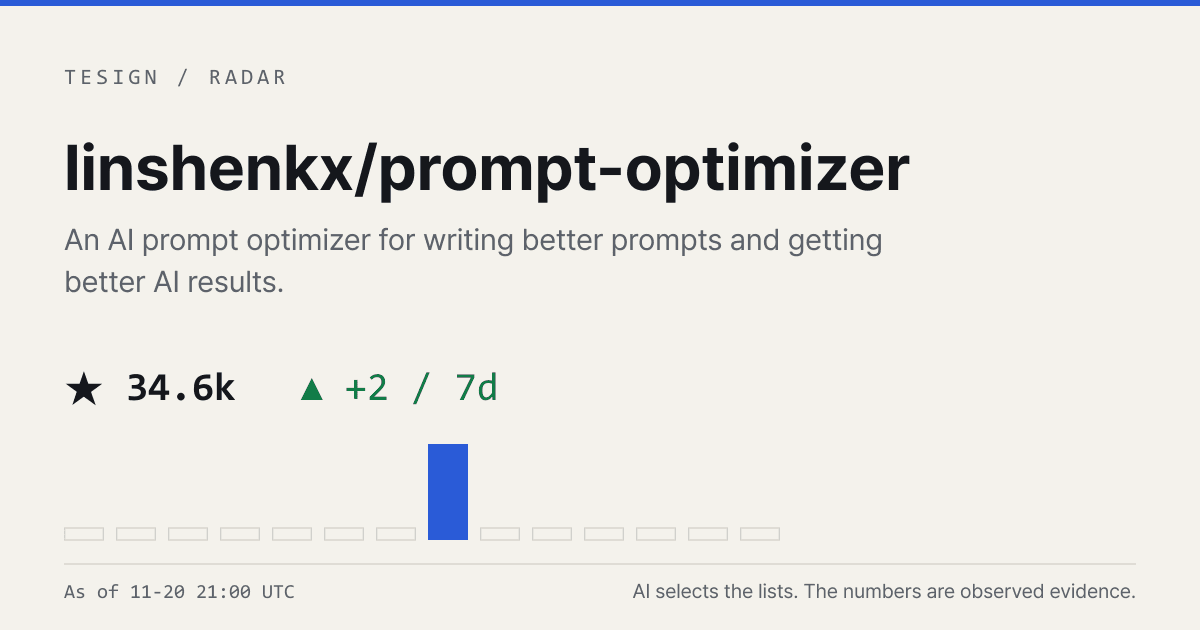 TESIGN / RADAR
linshenkx/prompt-optimizer
An AI prompt optimizer for writing better prompts and getting
better AI results.
★ 34.6k ▲ +2 / 7d
As of 11-20 21:00 UTC
AI selects the lists. The numbers are observed evidence.